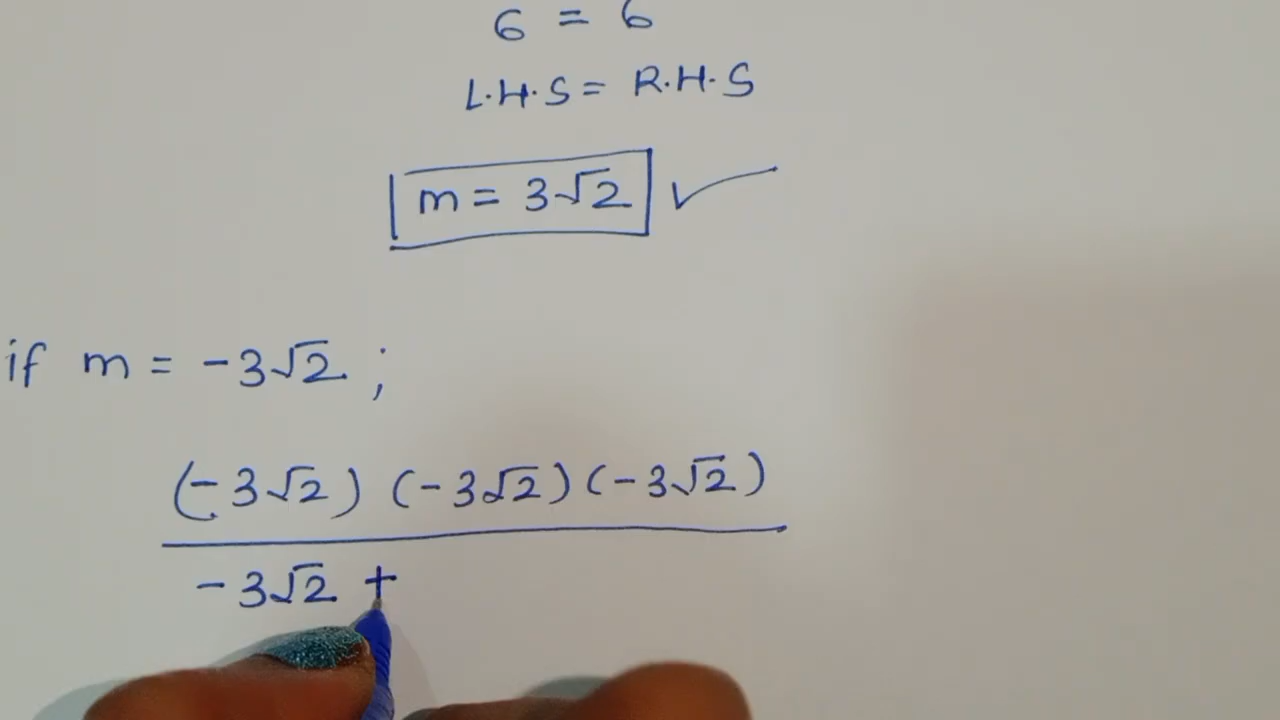 6 = 6
L.H.S = R.H.S
m = 3√2 ✓
if m = -3√2 ;
(-3√2) (-3√2) (-3√2)
-3√2 +